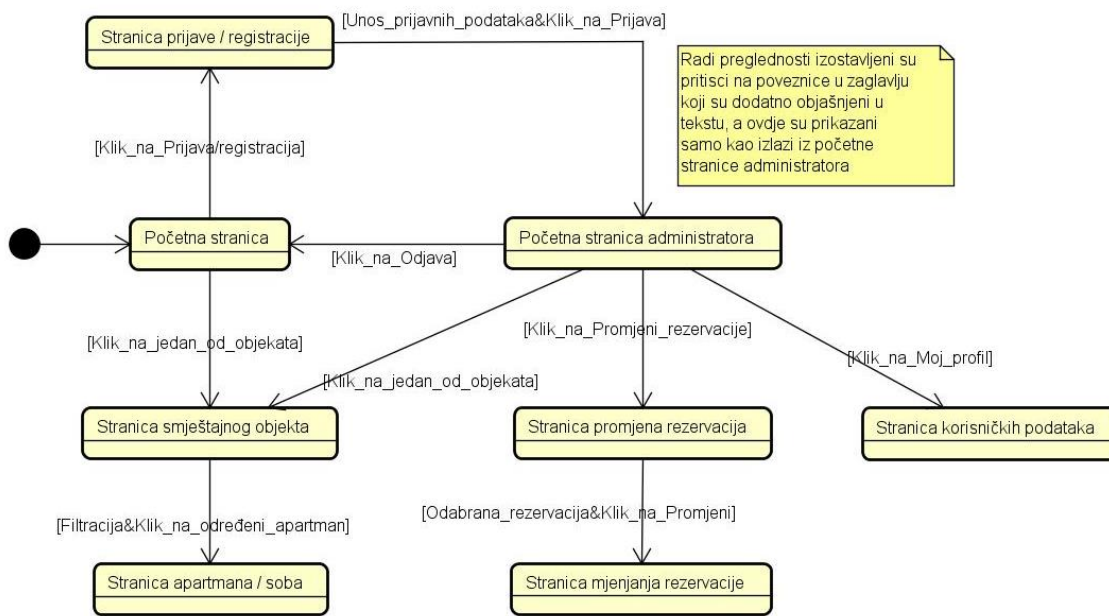 [Unos_prijavnih_podataka&Klik_na_Prijava]
Stranica prijave / registracije
Radi preglednosti izostavljeni su
pritisci na poveznice u zaglavlju
koji su dodatno objašnjeni u
tekstu, a ovdje su prikazani
samo kao izlazi iz početne
stranice administratora
[Klik_na_Prijava/registracija]
Početna stranica
Početna stranica administratora
[Klik_na_Odjava]
[Klik_na_Promjeni_rezervacije]
[Klik_na_jedan_od_objekata]
[Klik_na_Moj_profil]
[Klik_na_jedan_od_objekata]
Stranica smještajnog objekta
Stranica promjena rezervacija
Stranica korisničkih podataka
[Filtracija&Klik_na_određeni_apartman]
[Odabrana_rezervacija&Klik_na_Promjeni]
Stranica apartmana / soba
Stranica mjenjanja rezervacije